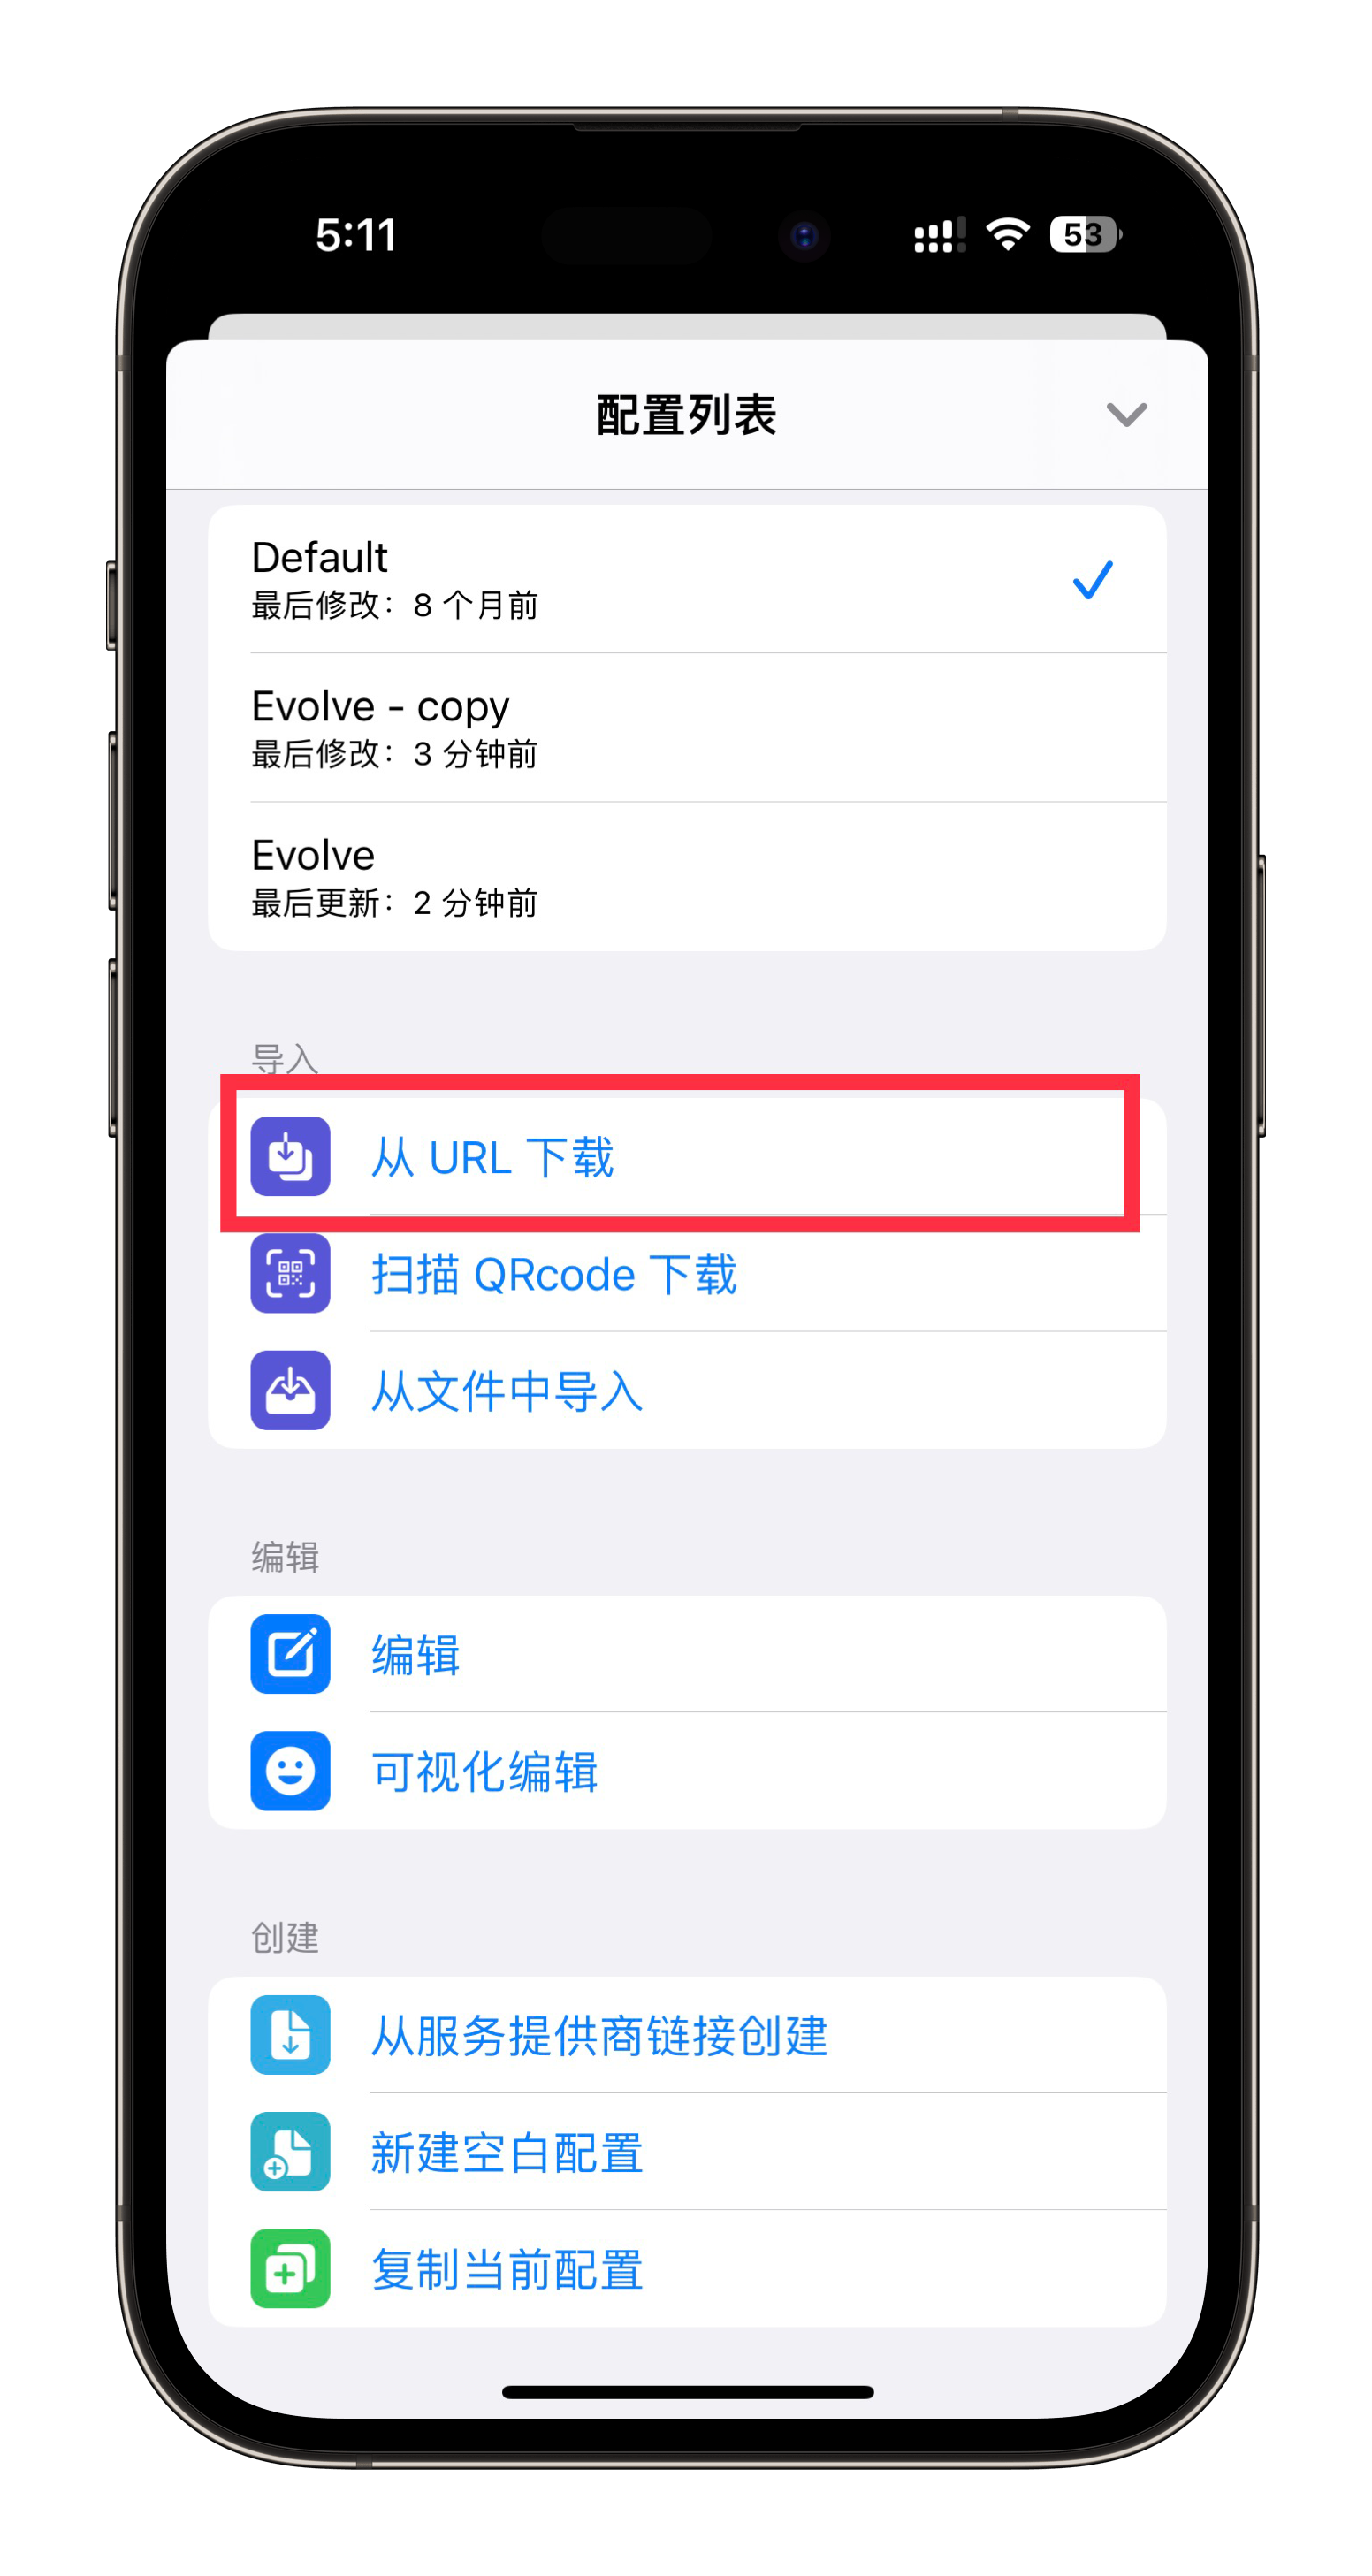 5:11
53
配置列表
Default
最后修改：8 个月前
Evolve - copy
最后修改：3 分钟前
Evolve
最后更新：2 分钟前
导入
从 URL 下载
扫描 QRcode 下载
从文件中导入
编辑
编辑
可视化编辑
创建
从服务提供商链接创建
新建空白配置
复制当前配置